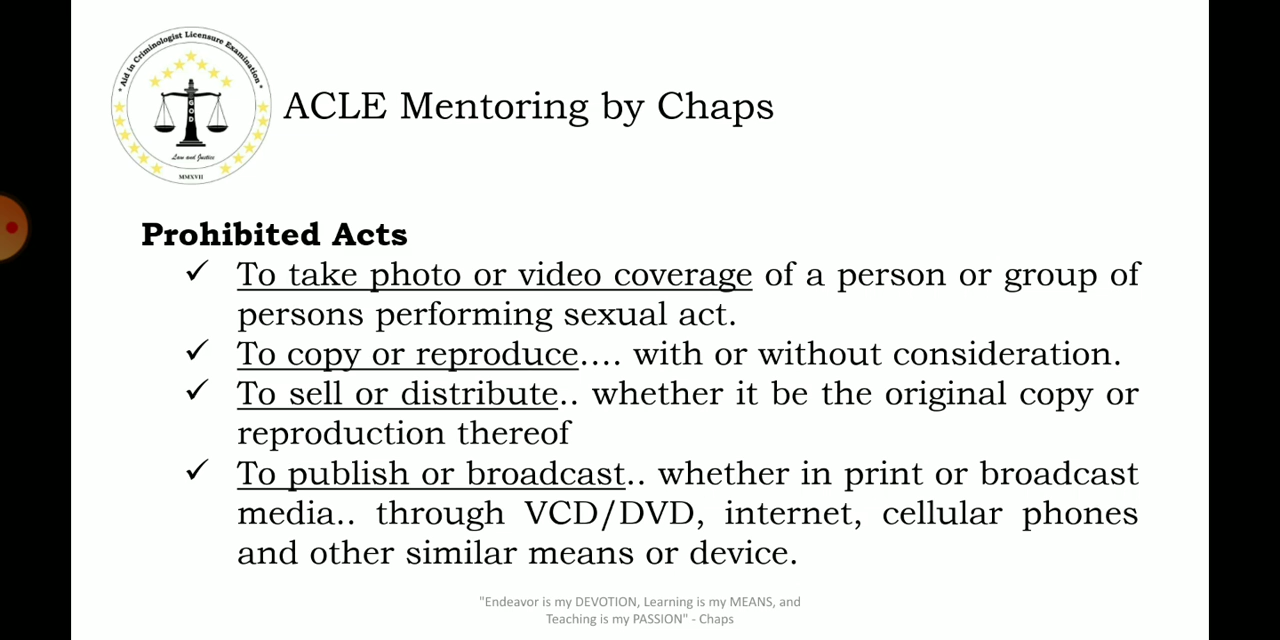 * Aid in Criminologist Licensure Examination *
GOD
Law and Justice
MMXVII
ACLE Mentoring by Chaps
Prohibited Acts
✓ To take photo or video coverage of a person or group of
persons performing sexual act.
✓ To copy or reproduce.... with or without consideration.
✓ To sell or distribute.. whether it be the original copy or
reproduction thereof
✓ To publish or broadcast.. whether in print or broadcast
media.. through VCD/DVD, internet, cellular phones
and other similar means or device.
"Endeavor is my DEVOTION, Learning is my MEANS, and
Teaching is my PASSION" - Chaps